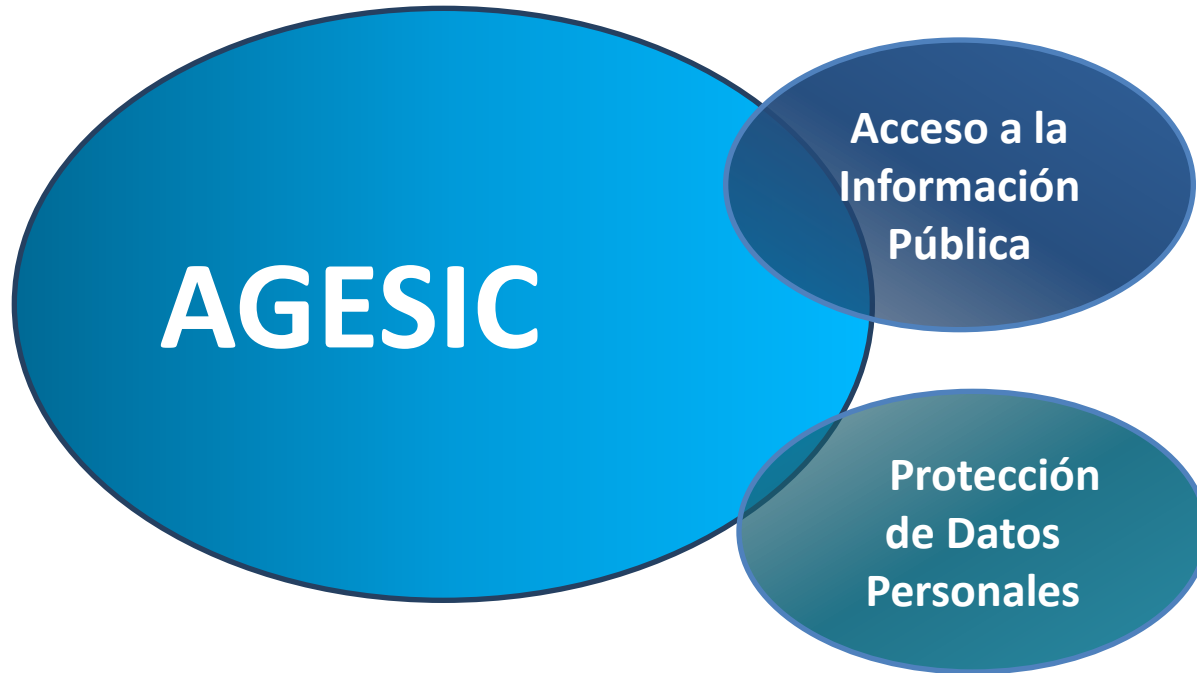 AGESIC
Acceso a la
Información
Pública
Protección
de Datos
Personales